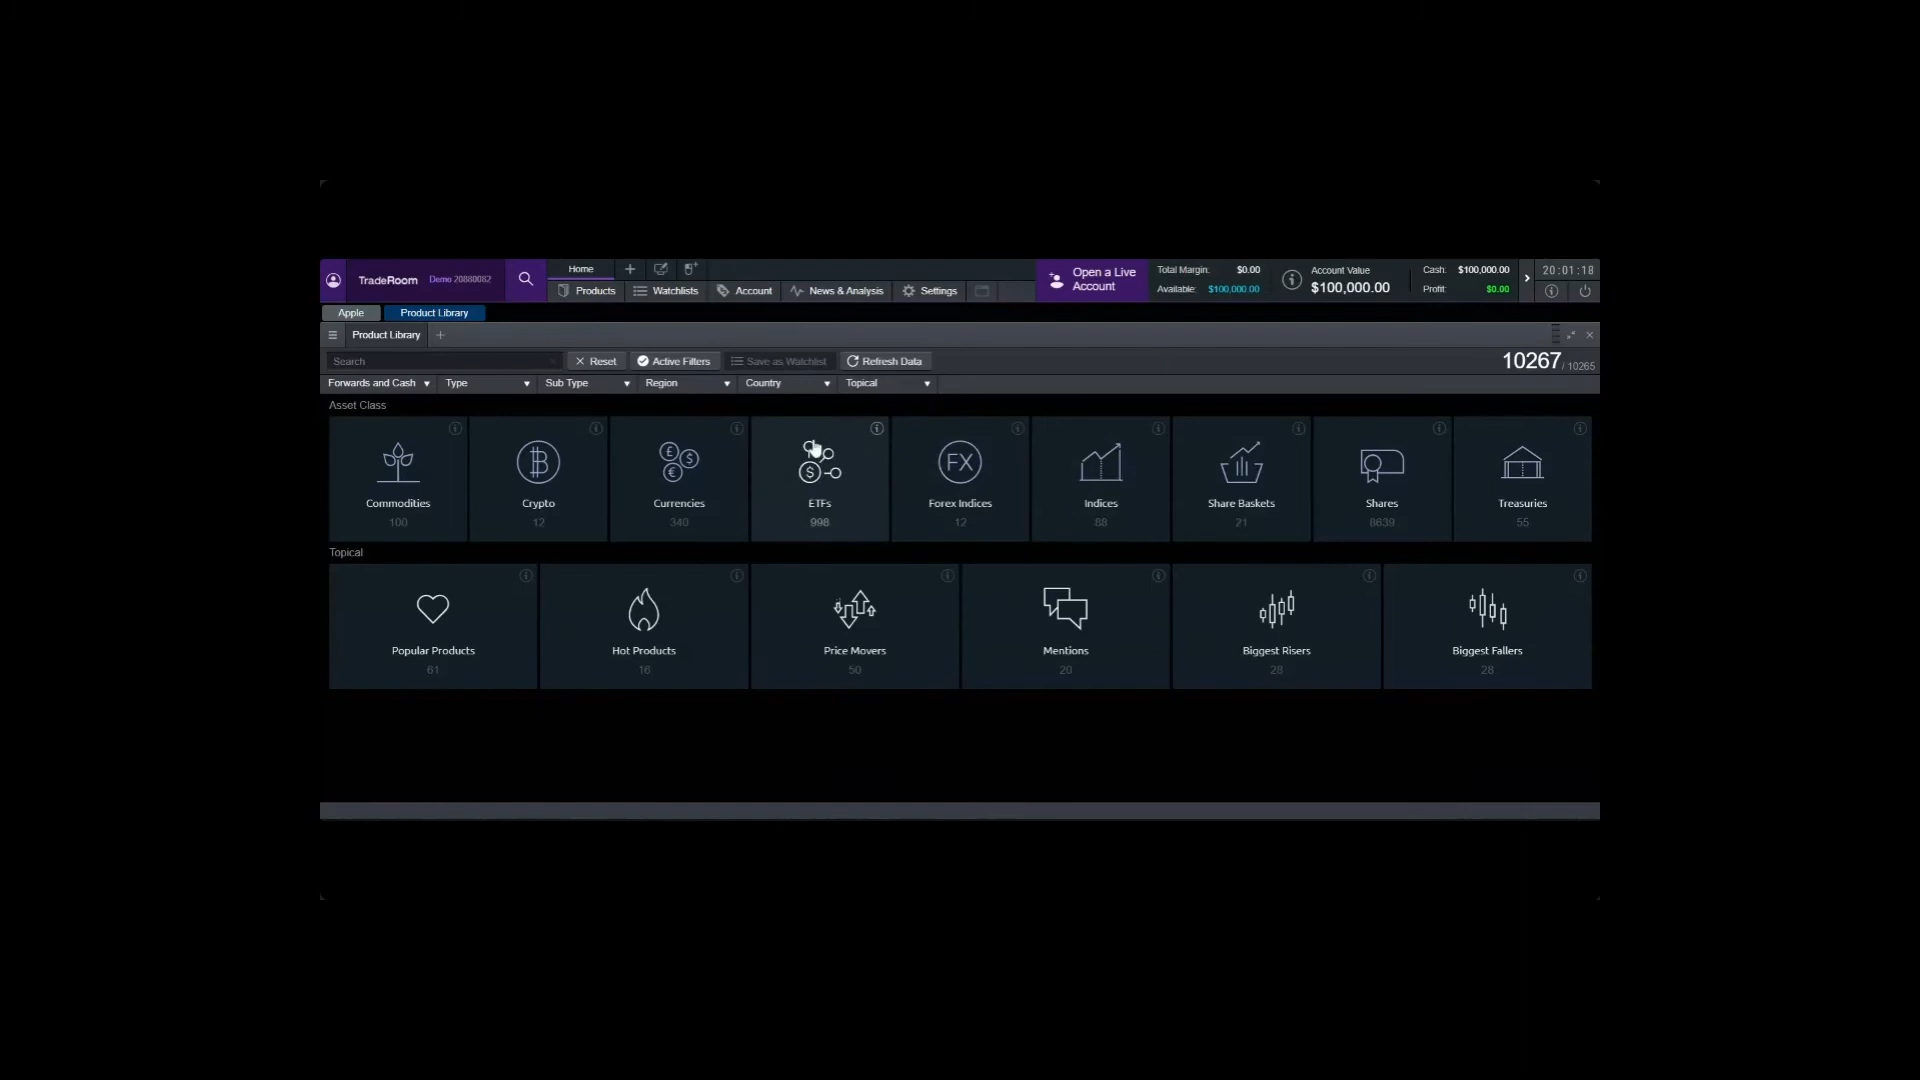 TradeRoom Demo 20880082
Home
Open a Live Account
Total Margin: $0.00
Available: $100,000.00
Account Value
$100,000.00
Cash: $100,000.00
Profit: $0.00
20:01:18
Products Watchlists Account News & Analysis Settings
Apple Product Library
Product Library
Search Reset Active Filters Save as Watchlist Refresh Data 10267 / 10265
Forwards and Cash Type Sub Type Region Country Topical
Asset Class
FX
Commodities Crypto Currencies ETFs Forex Indices Indices Share Baskets Shares Treasuries
100 12 340 998 12 88 21 8639 55
Topical
Popular Products Hot Products Price Movers Mentions Biggest Risers Biggest Fallers
61 16 50 20 28 28